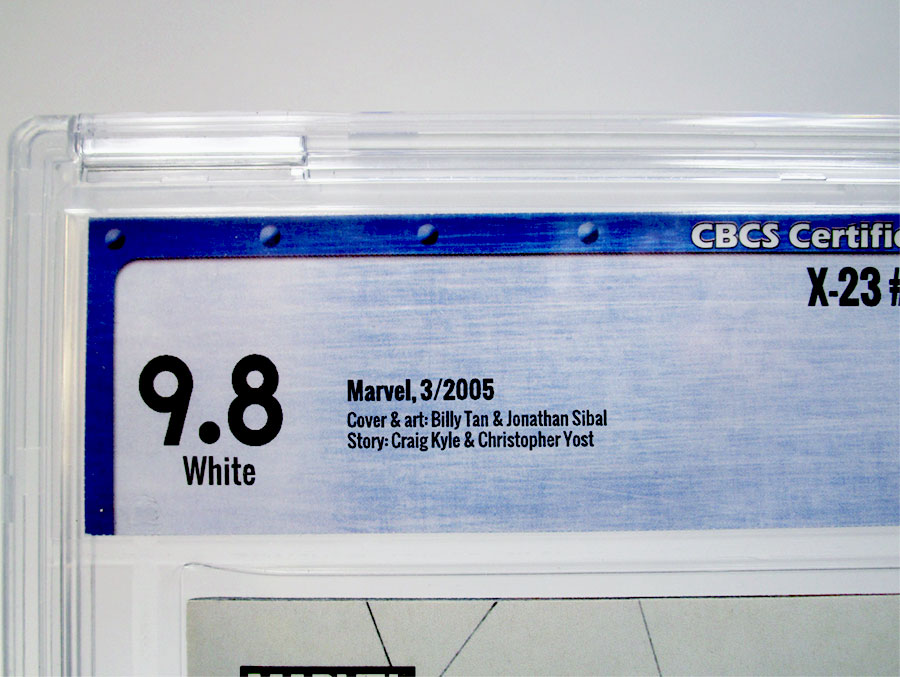 CBCS Certifi
X-23 #
9.8
White
Marvel, 3/2005
Cover & art: Billy Tan & Jonathan Sibal
Story: Craig Kyle & Christopher Yost
MARVEL